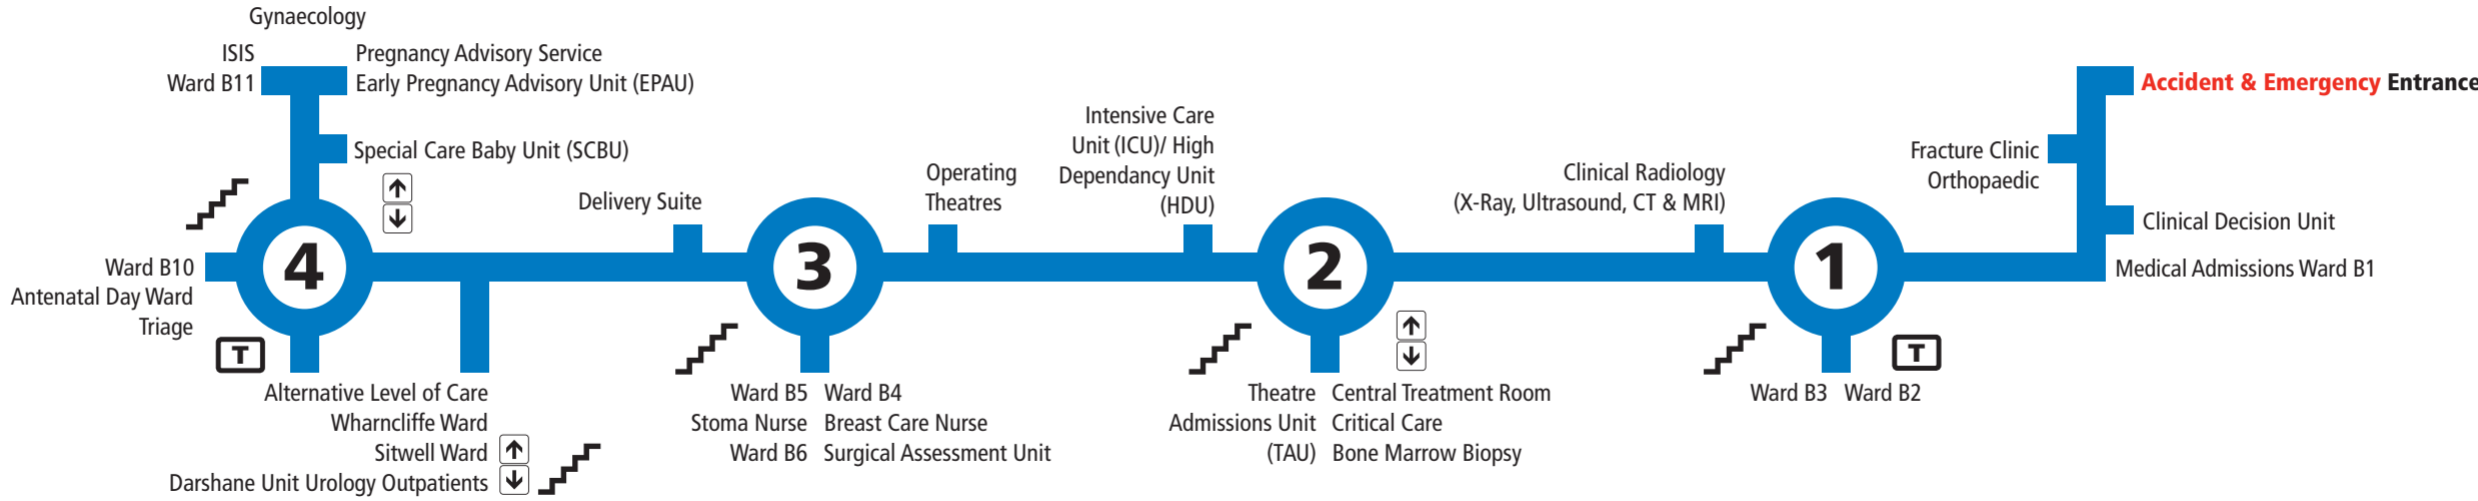 Gynaecology
ISIS
Ward B11
Pregnancy Advisory Service
Early Pregnancy Advisory Unit (EPAU)
Special Care Baby Unit (SCBU)
4
Ward B10
Antenatal Day Ward
Triage
T
Alternative Level of Care
Wharncliffe Ward
Sitwell Ward
Darshane Unit Urology Outpatients
Delivery Suite
3
Ward B5
Stoma Nurse
Ward B6
Ward B4
Breast Care Nurse
Surgical Assessment Unit
Operating
Theatres
Intensive Care
Unit (ICU)/ High
Dependancy Unit
(HDU)
2
Theatre
Admissions Unit
(TAU)
Central Treatment Room
Critical Care
Bone Marrow Biopsy
Clinical Radiology
(X-Ray, Ultrasound, CT & MRI)
1
Ward B3
Ward B2
T
Accident & Emergency Entrance
Fracture Clinic
Orthopaedic
Clinical Decision Unit
Medical Admissions Ward B1